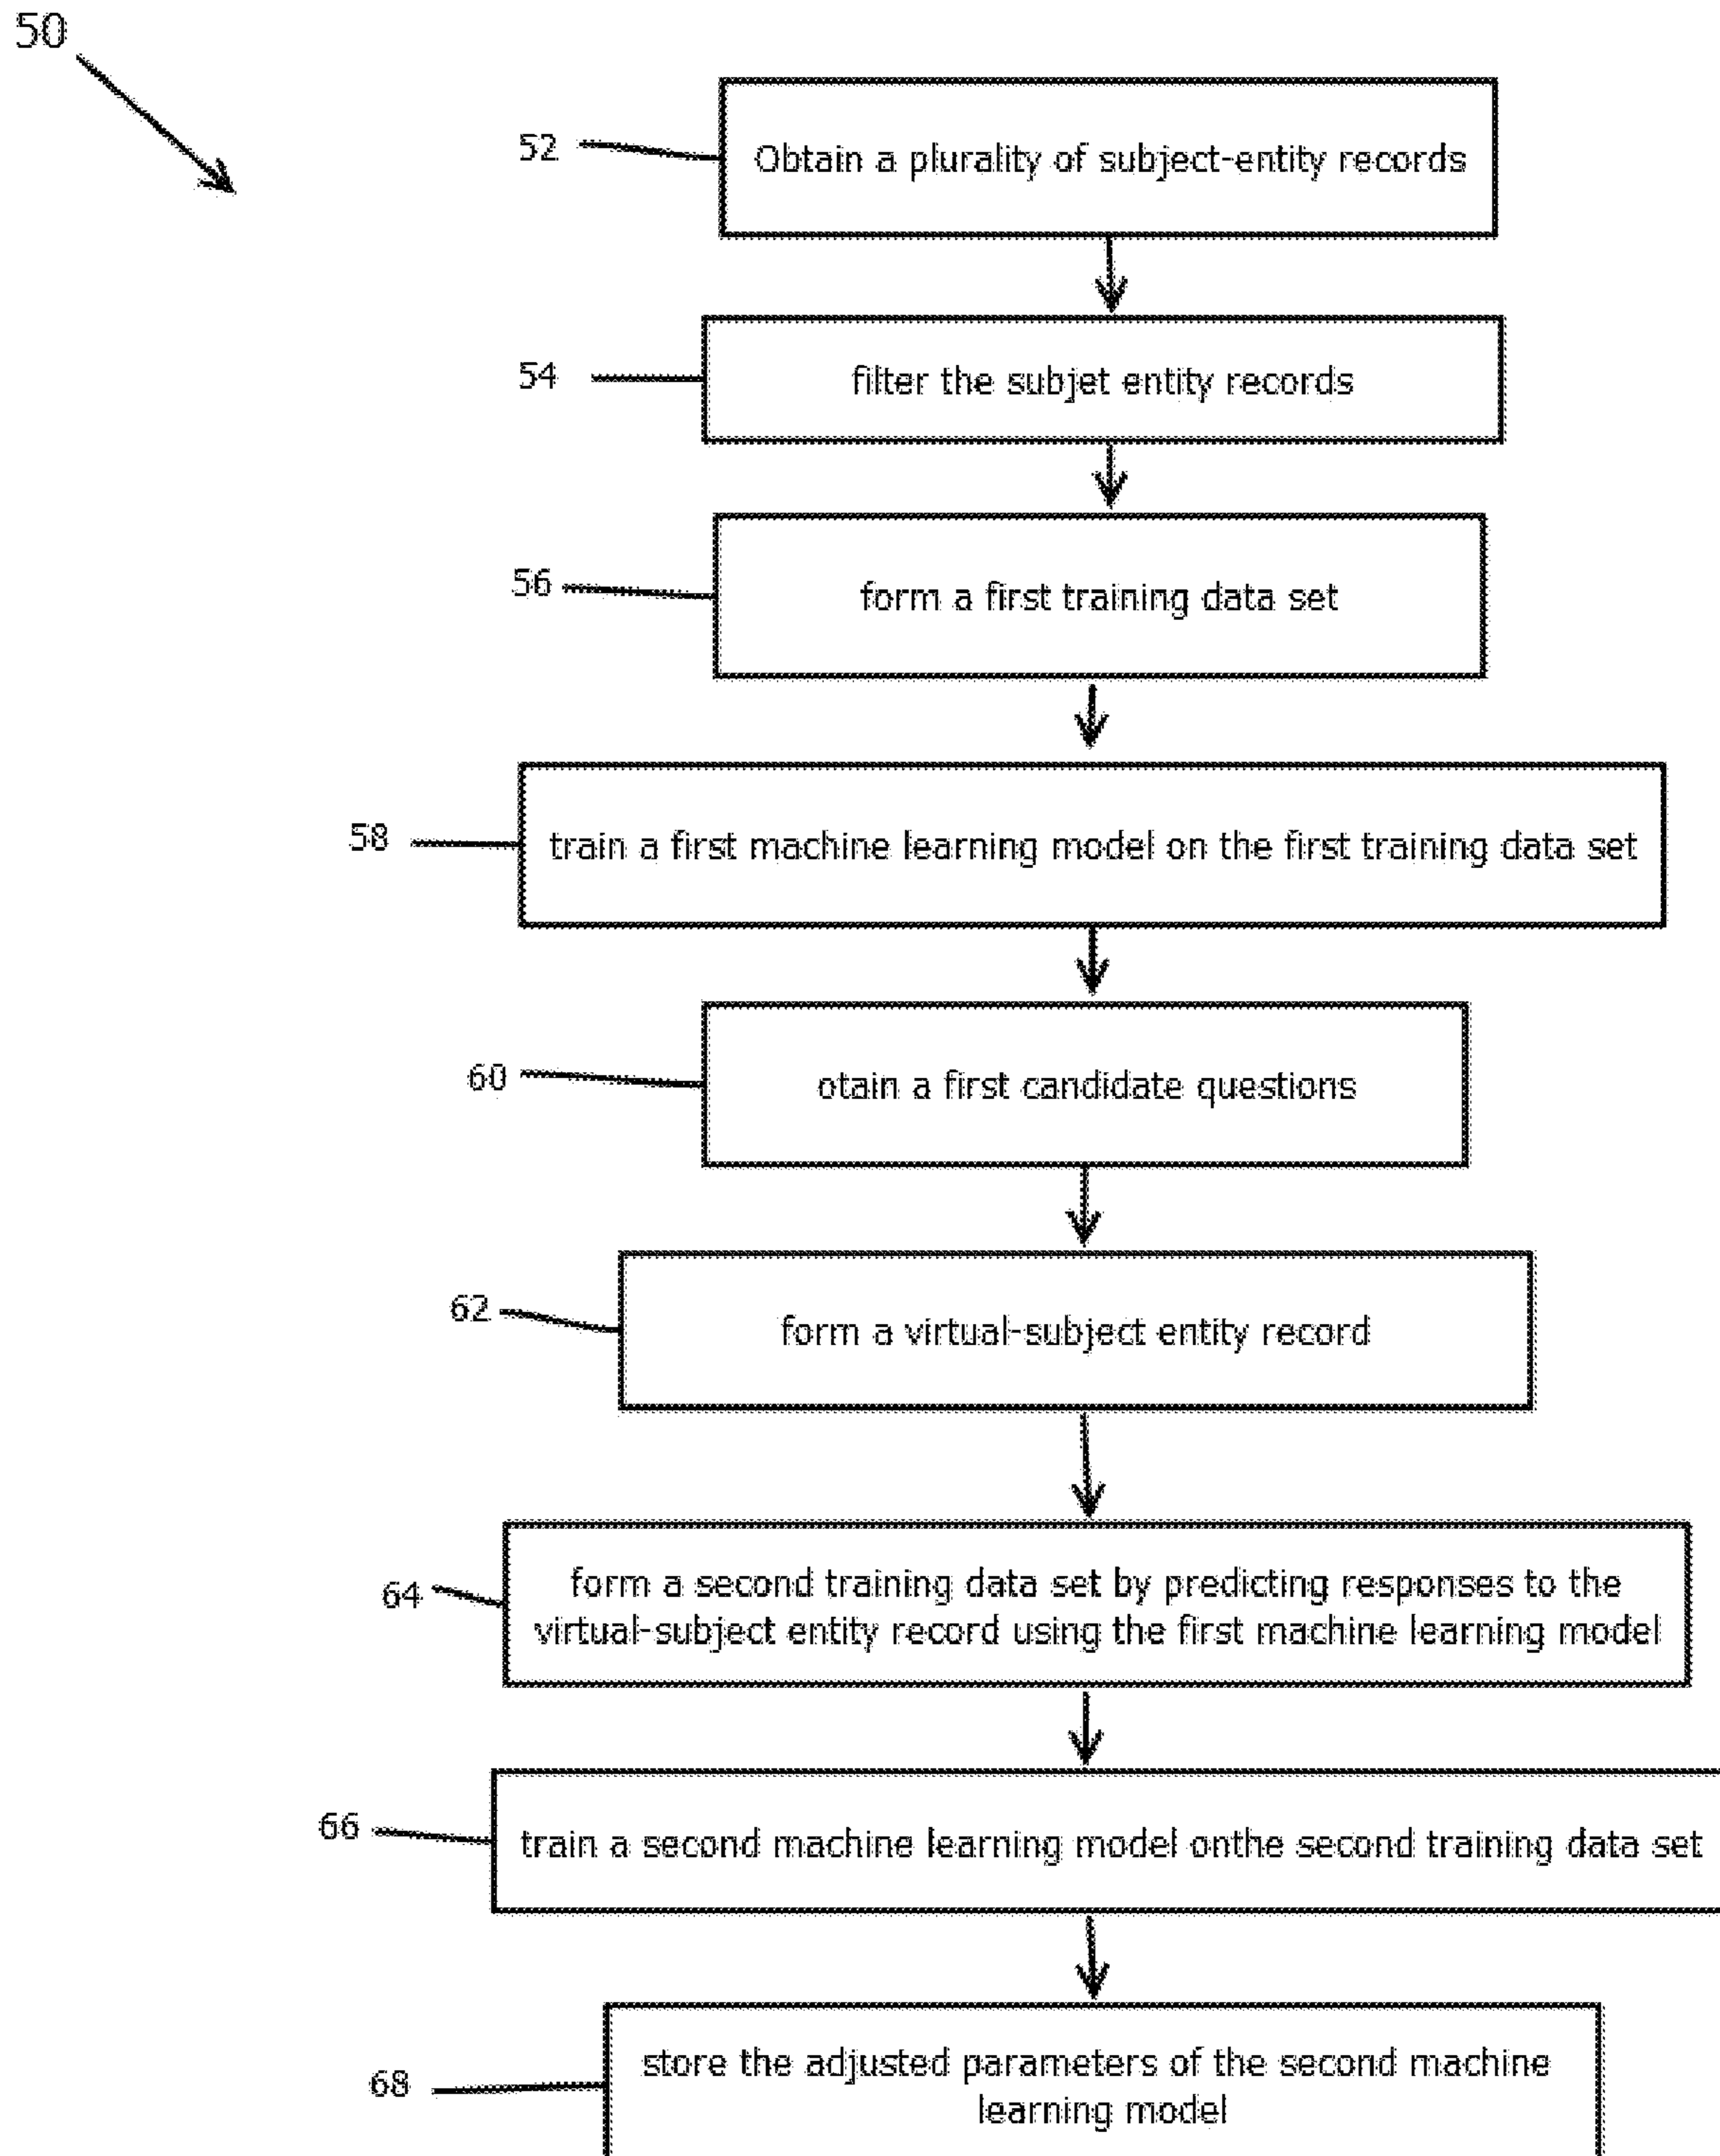 50
52
Obtain a plurality of subject-entity records
54
filter the subjet entity records
56
form a first training data set
58
train a first machine learning model on the first training data set
60
otain a first candidate questions
62
form a virtual-subject entity record
64
form a second training data set by predicting responses to the
virtual-subject entity record using the first machine learning model
66
train a second machine learning model onthe second training data set
68
store the adjusted parameters of the second machine
learning model